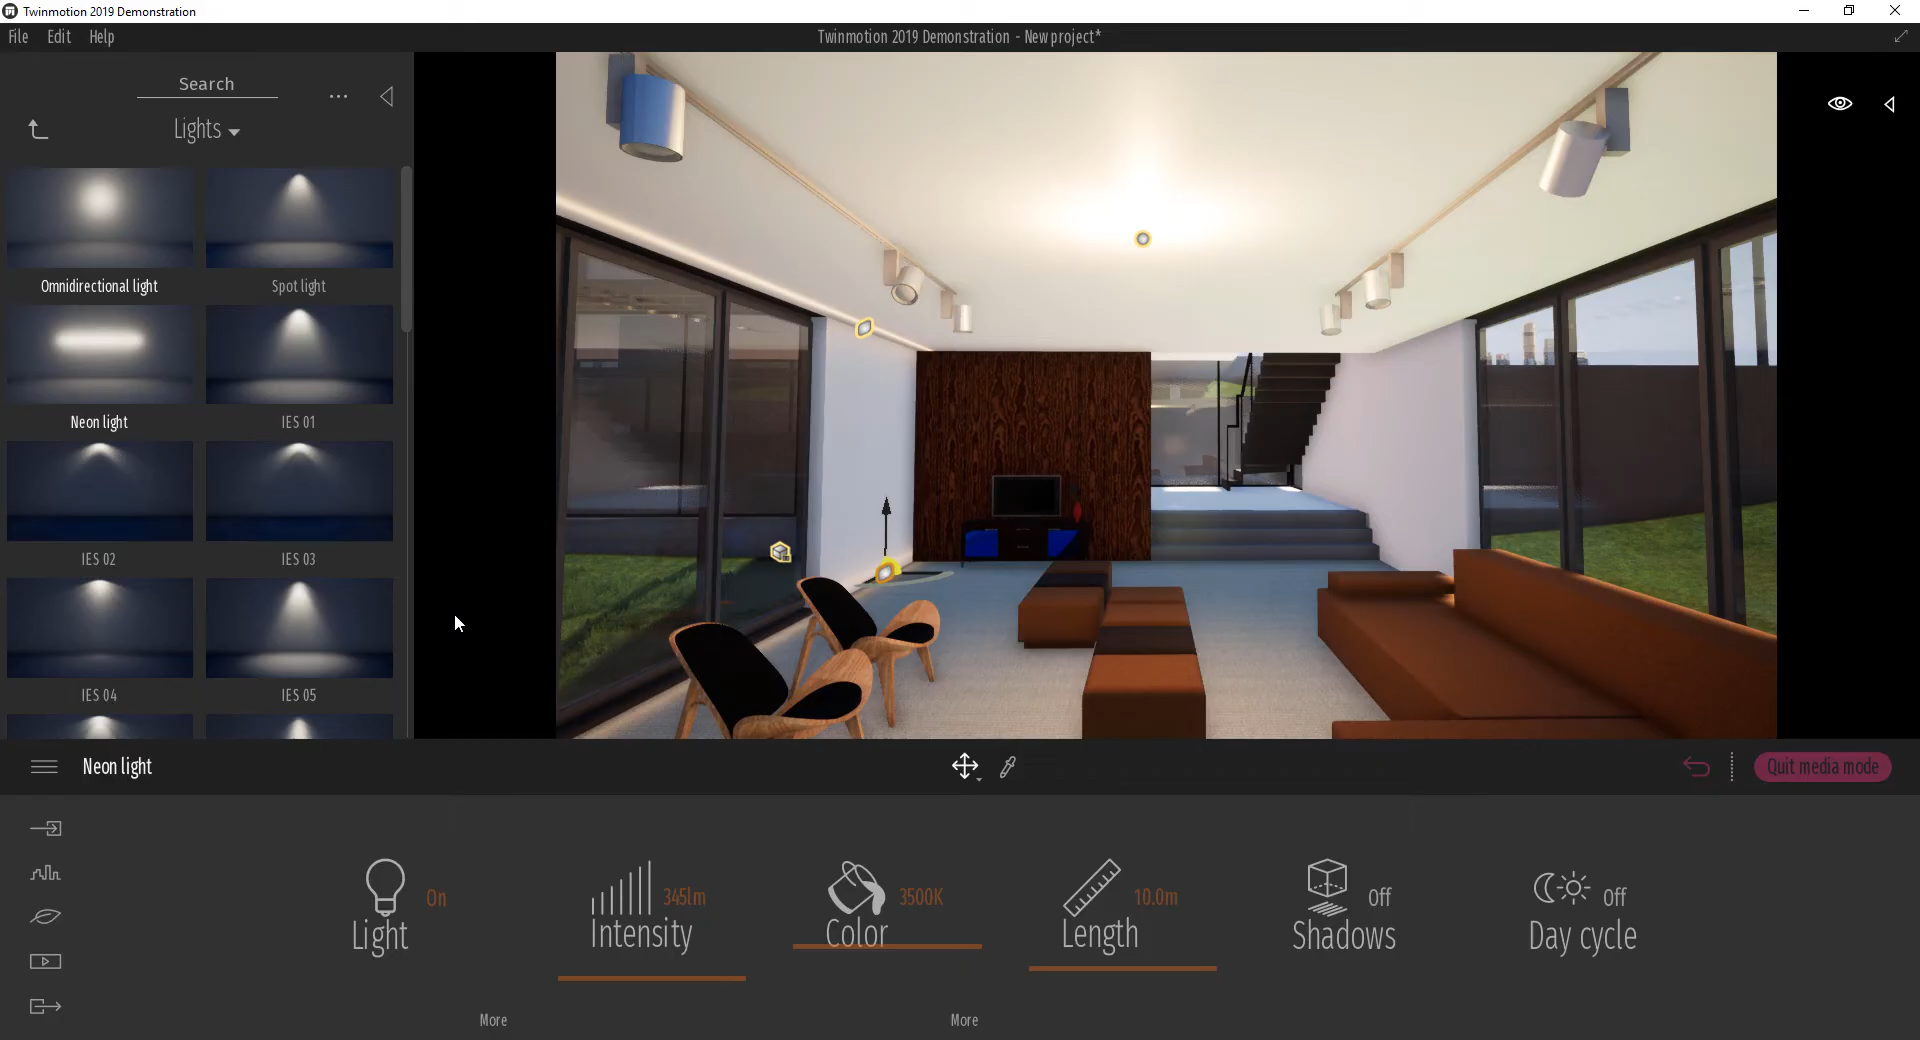 Twinmotion 2019 Demonstration
File Edit Help
Twinmotion 2019 Demonstration - New project*
Search
...
Lights
Omnidirectional light
Spot light
Neon light
IES 01
IES 02
IES 03
IES 04
IES 05
Neon light
Quit media mode
On
Light
345lm
Intensity
3500K
Color
10.0m
Length
Off
Shadows
Off
Day cycle
More
More